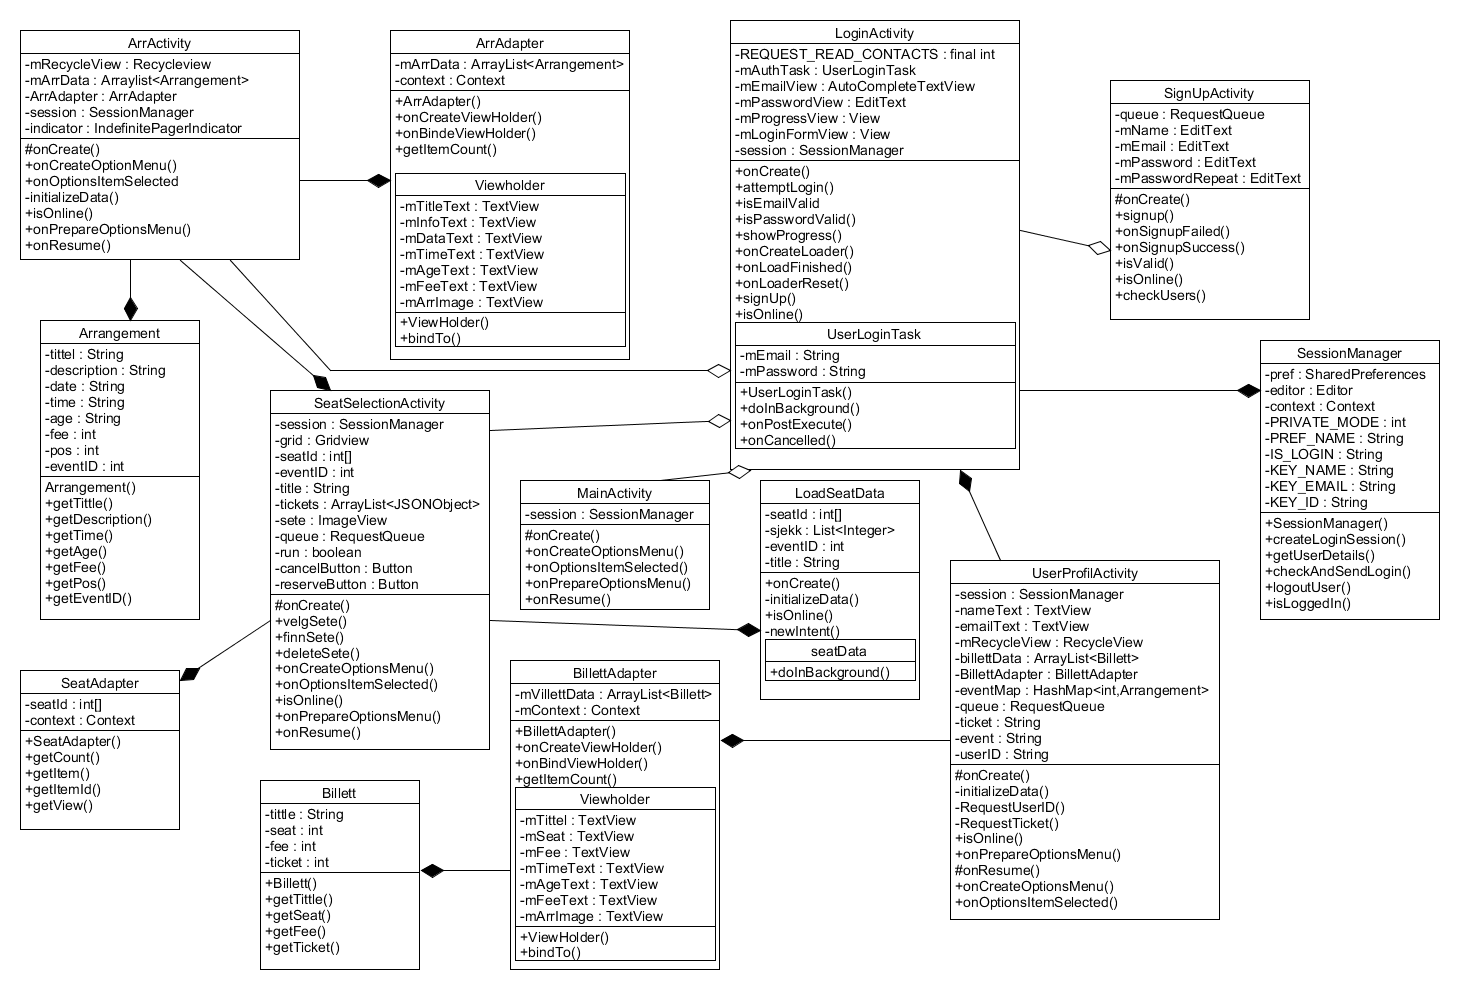 ArrActivity
-mRecycleView : Recycleview
-mArrData : Arraylist<Arrangement>
-ArrAdapter : ArrAdapter
-session : SessionManager
-indicator : IndefinitePagerIndicator
#onCreate()
+onCreateOptionMenu()
+onOptionsItemSelected
-initializeData()
+isOnline()
+onPrepareOptionsMenu()
+onResume()
ArrAdapter
-mArrData : ArrayList<Arrangement>
-context : Context
+ArrAdapter()
+onCreateViewHolder()
+onBindeViewHolder()
+getItemCount()
Viewholder
-mTitleText : TextView
-mInfoText : TextView
-mDataText : TextView
-mTimeText : TextView
-mAgeText : TextView
-mFeeText : TextView
-mArrImage : TextView
+ViewHolder()
+bindTo()
LoginActivity
-REQUEST_READ_CONTACTS : final int
-mAuthTask : UserLoginTask
-mEmailView : AutoCompleteTextView
-mPasswordView : EditText
-mProgressView : View
-mLoginFormView : View
-session : SessionManager
+onCreate()
+attemptLogin()
+isEmailValid
+isPasswordValid()
+showProgress()
+onCreateLoader()
+onLoadFinished()
+onLoaderReset()
+signUp()
+isOnline()
UserLoginTask
-mEmail : String
-mPassword : String
+UserLoginTask()
+doInBackground()
+onPostExecute()
+onCancelled()
SignUpActivity
-queue : RequestQueue
-mName : EditText
-mEmail : EditText
-mPassword : EditText
-mPasswordRepeat : EditText
#onCreate()
+signup()
+onSignupFailed()
+onSignupSuccess()
+isValid()
+isOnline()
+checkUsers()
Arrangement
-tittel : String
-description : String
-date : String
-time : String
-age : String
-fee : int
-pos : int
-eventID : int
Arrangement()
+getTittle()
+getDescription()
+getTime()
+getAge()
+getFee()
+getPos()
+getEventID()
SeatSelectionActivity
-session : SessionManager
-grid : Gridview
-seatId : int[]
-eventID : int
-title : String
-tickets : ArrayList<JSONObject>
-sete : ImageView
-queue : RequestQueue
-run : boolean
-cancelButton : Button
-reserveButton : Button
#onCreate()
+velgSete()
+finnSete()
+deleteSete()
+onCreateOptionsMenu()
+onOptionsItemSelected()
+isOnline()
+onPrepareOptionsMenu()
+onResume()
SessionManager
-pref : SharedPreferences
-editor : Editor
-context : Context
-PRIVATE_MODE : int
-PREF_NAME : String
-IS_LOGIN : String
-KEY_NAME : String
-KEY_EMAIL : String
-KEY_ID : String
+SessionManager()
+createLoginSession()
+getUserDetails()
+checkAndSendLogin()
+logoutUser()
+isLoggedIn()
MainActivity
-session : SessionManager
#onCreate()
+onCreateOptionsMenu()
+onOptionsItemSelected()
+onPrepareOptionsMenu()
+onResume()
LoadSeatData
-seatId : int[]
-sjekk : List<Integer>
-eventID : int
-title : String
+onCreate()
-initializeData()
+isOnline()
-newIntent()
seatData
+doInBackground()
UserProfilActivity
-session : SessionManager
-nameText : TextView
-emailText : TextView
-mRecycleView : RecycleView
-billettData : ArrayList<Billett>
-BillettAdapter : BillettAdapter
-eventMap : HashMap<int,Arrangement>
-queue : RequestQueue
-ticket : String
-event : String
-userID : String
#onCreate()
-initializeData()
-RequestUserID()
-RequestTicket()
+isOnline()
+onPrepareOptionsMenu()
#onResume()
+onCreateOptionsMenu()
+onOptionsItemSelected()
SeatAdapter
-seatId : int[]
-context : Context
+SeatAdapter()
+getCount()
+getItem()
+getItemId()
+getView()
BillettAdapter
-mVillettData : ArrayList<Billett>
-mContext : Context
+BillettAdapter()
+onCreateViewHolder()
+onBindViewHolder()
+getItemCount()
Viewholder
-mTittel : TextView
-mSeat : TextView
-mFee : TextView
-mTimeText : TextView
-mAgeText : TextView
-mFeeText : TextView
-mArrImage : TextView
+ViewHolder()
+bindTo()
Billett
-tittle : String
-seat : int
-fee : int
-ticket : int
+Billett()
+getTittle()
+getSeat()
+getFee()
+getTicket()